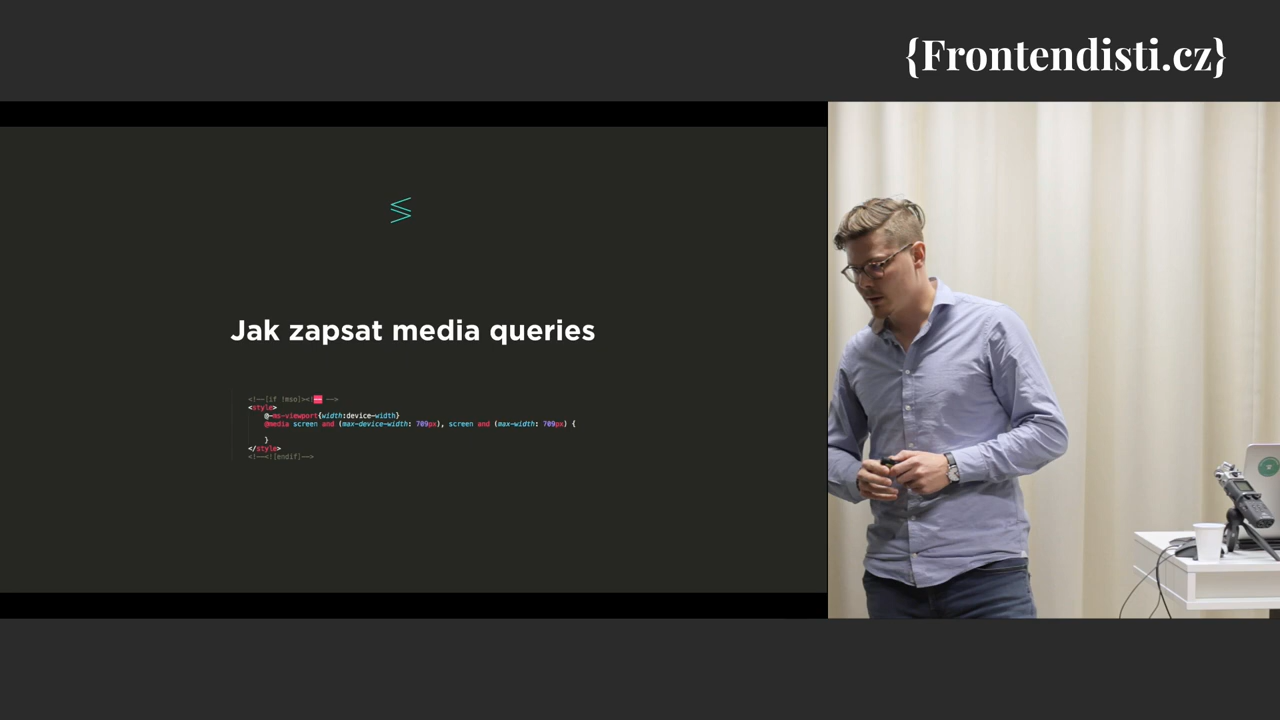 {Frontendisti.cz}
Jak zapsat media queries
<!--[if !mso]><!-- -->
<style>
@-ms-viewport{width:device-width}
@media screen and (max-device-width: 709px), screen and (max-width: 709px) {
}
</style>
<!--<![endif]-->